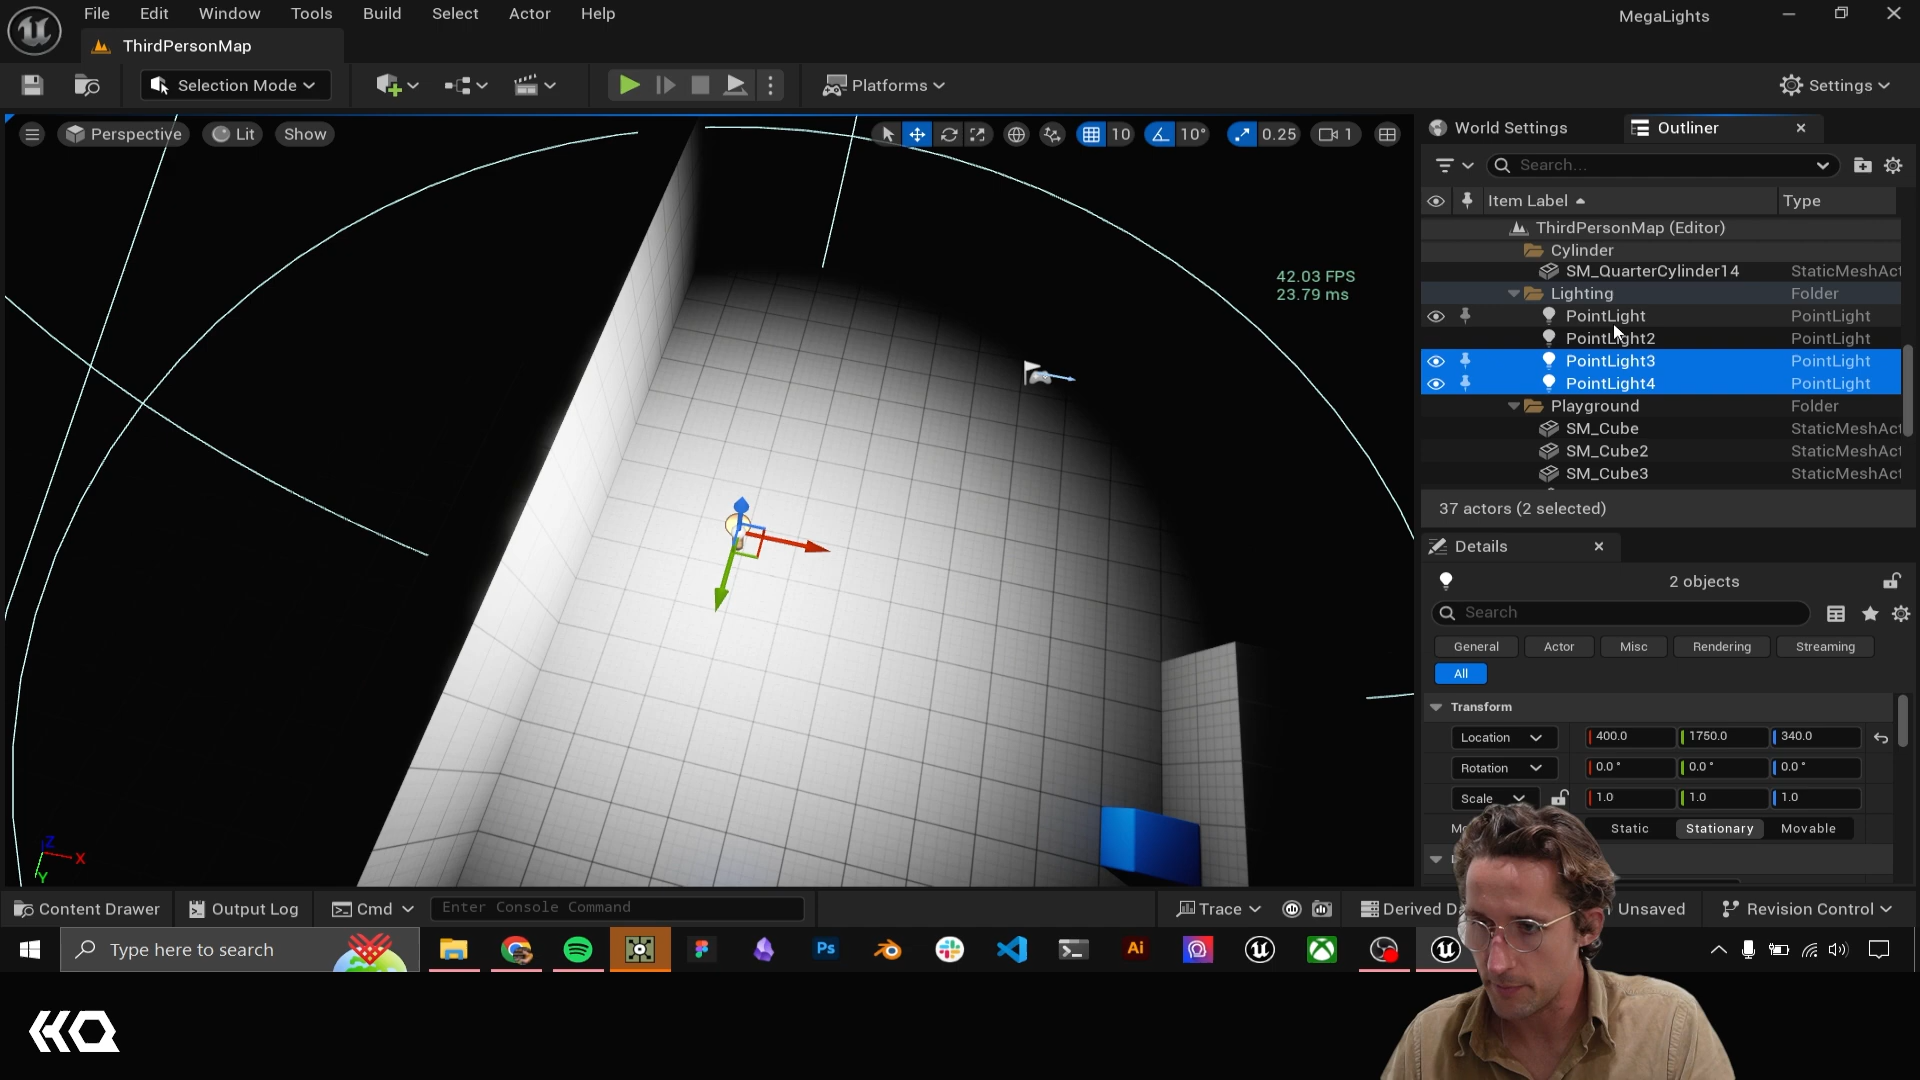 File Edit Window Tools Build Select Actor Help
MegaLights
ThirdPersonMap
Selection Mode
Platforms
Settings
Perspective Lit Show
10 10° 0.25 1
World Settings Outliner
Search...
Item Label Type
ThirdPersonMap (Editor)
Cylinder
SM_QuarterCylinder14 StaticMeshAct
Lighting Folder
PointLight PointLight
PointLight2 PointLight
PointLight3 PointLight
PointLight4 PointLight
Playground Folder
SM_Cube StaticMeshAct
SM_Cube2 StaticMeshAct
SM_Cube3 StaticMeshAct
37 actors (2 selected)
42.03 FPS
23.79 ms
Details
2 objects
Search
General Actor Misc Rendering Streaming
All
Transform
Location 400.0 1750.0 340.0
Rotation 0.0 ° 0.0 ° 0.0 °
Scale 1.0 1.0 1.0
Static Stationary Movable
Z
X
Y
Content Drawer Output Log Cmd Enter Console Command Trace Derived D Unsaved Revision Control
Type here to search
Ps Ai
HQ